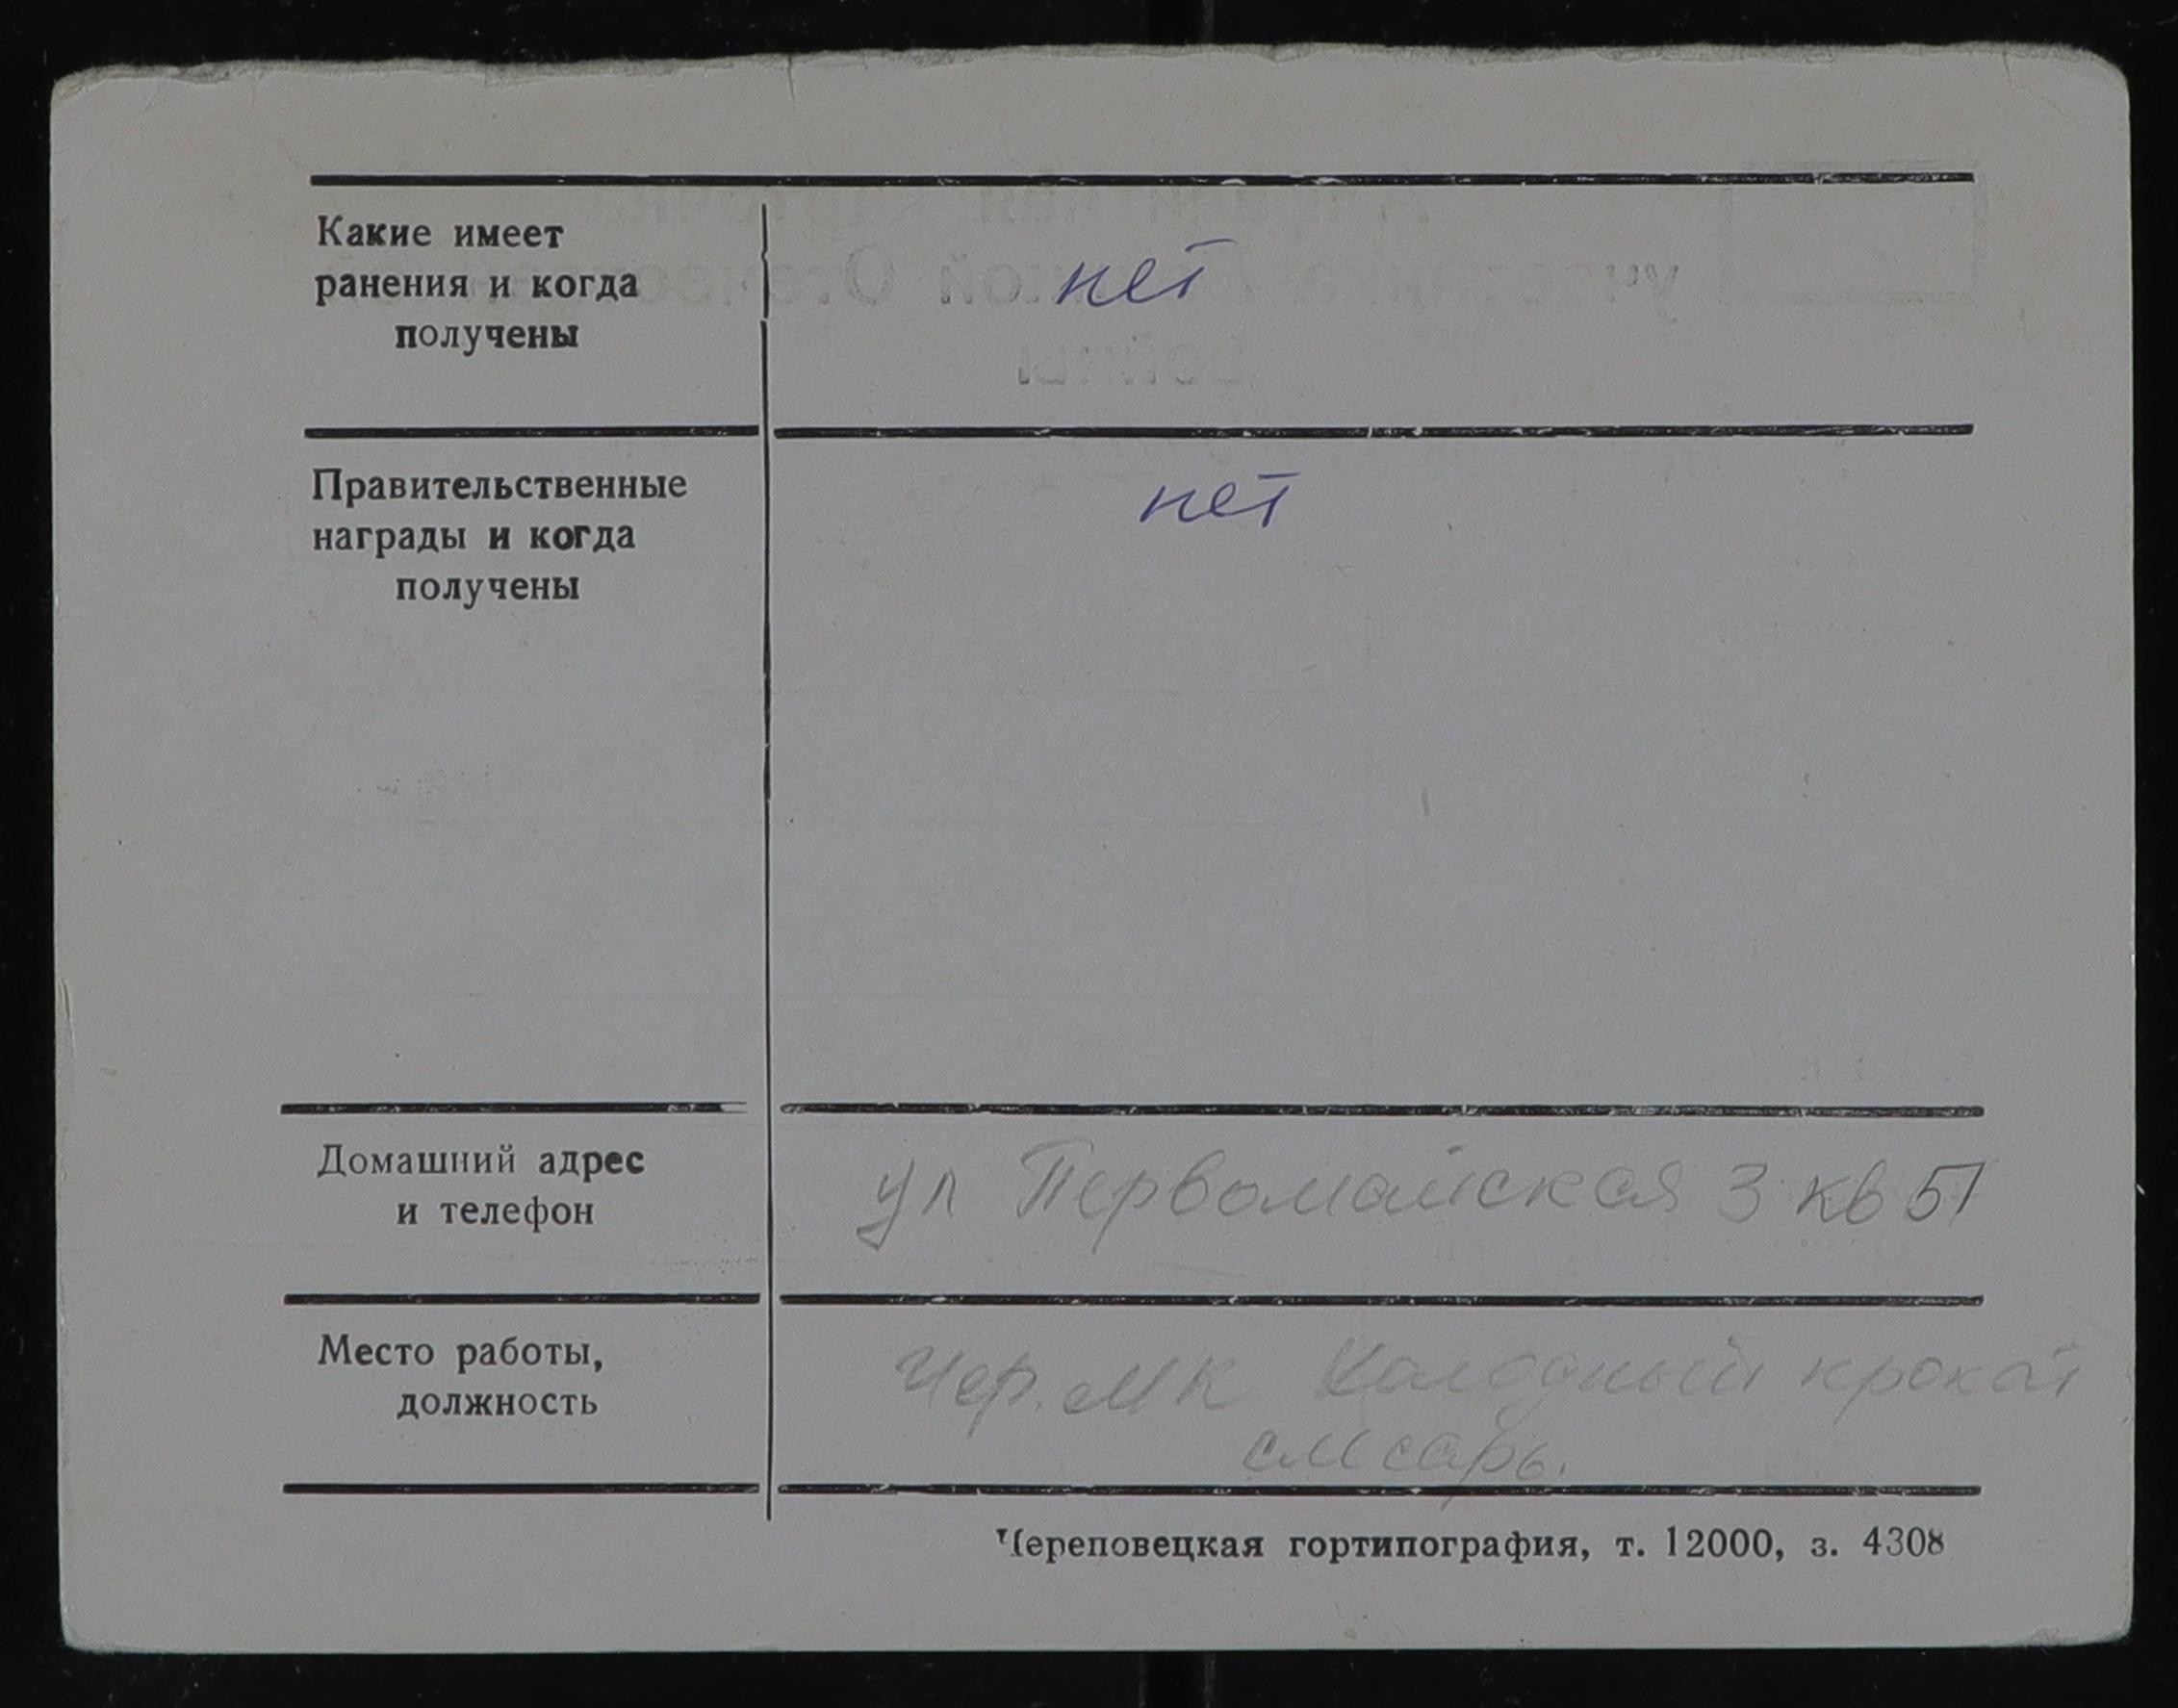 Какие имеет
ранения и когда
получены
нет
Правительственные
награды и когда
получены
нет
Домашний адрес
и телефон
ул Первомайская 3 кв 51
Место работы,
должность
Чер. МК Холодный прокат
слесарь.
Череповецкая гортипография, т. 12000, з. 4308